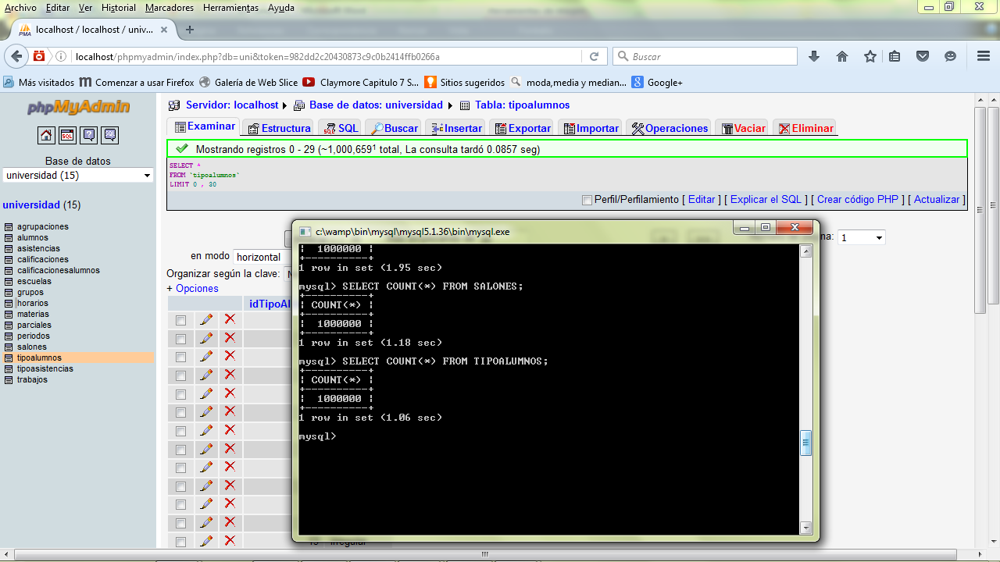 Archivo Editar Ver Historial Marcadores Herramientas Ayuda
PMA localhost / localhost / univ...
localhost/phpmyadmin/index.php?db=uni&token=982dd2c20430873c9c0b2414ffb0266a Buscar
Más visitados Comenzar a usar Firefox Galería de Web Slice Claymore Capitulo 7 S... Sitios sugeridos moda,media y median... Google+
phpMyAdmin
Base de datos
universidad (15)
universidad (15)
agrupaciones
alumnos
asistencias
calificaciones
calificacionesalumnos
escuelas
grupos
horarios
materias
parciales
periodos
salones
tipoalumnos
tipoasistencias
trabajos
Servidor: localhost Base de datos: universidad Tabla: tipoalumnos
Examinar Estructura SQL Buscar Insertar Exportar Importar Operaciones Vaciar Eliminar
Mostrando registros 0 - 29 (~1,000,659¹ total, La consulta tardó 0.0857 seg)
SELECT *
FROM `tipoalumnos`
LIMIT 0 , 30
Perfil/Perfilamiento [ Editar ] [ Explicar el SQL ] [ Crear código PHP ] [ Actualizar ]
1
en modo horizontal
Organizar según la clave:
+ Opciones
idTipoAl
c:\wamp\bin\mysql\mysql5.1.36\bin\mysql.exe
¦ 1000000 ¦
+----------+
1 row in set (1.95 sec)
mysql> SELECT COUNT(*) FROM SALONES;
+----------+
¦ COUNT(*) ¦
+----------+
¦ 1000000 ¦
+----------+
1 row in set (1.18 sec)
mysql> SELECT COUNT(*) FROM TIPOALUMNOS;
+----------+
¦ COUNT(*) ¦
+----------+
¦ 1000000 ¦
+----------+
1 row in set (1.06 sec)
mysql>